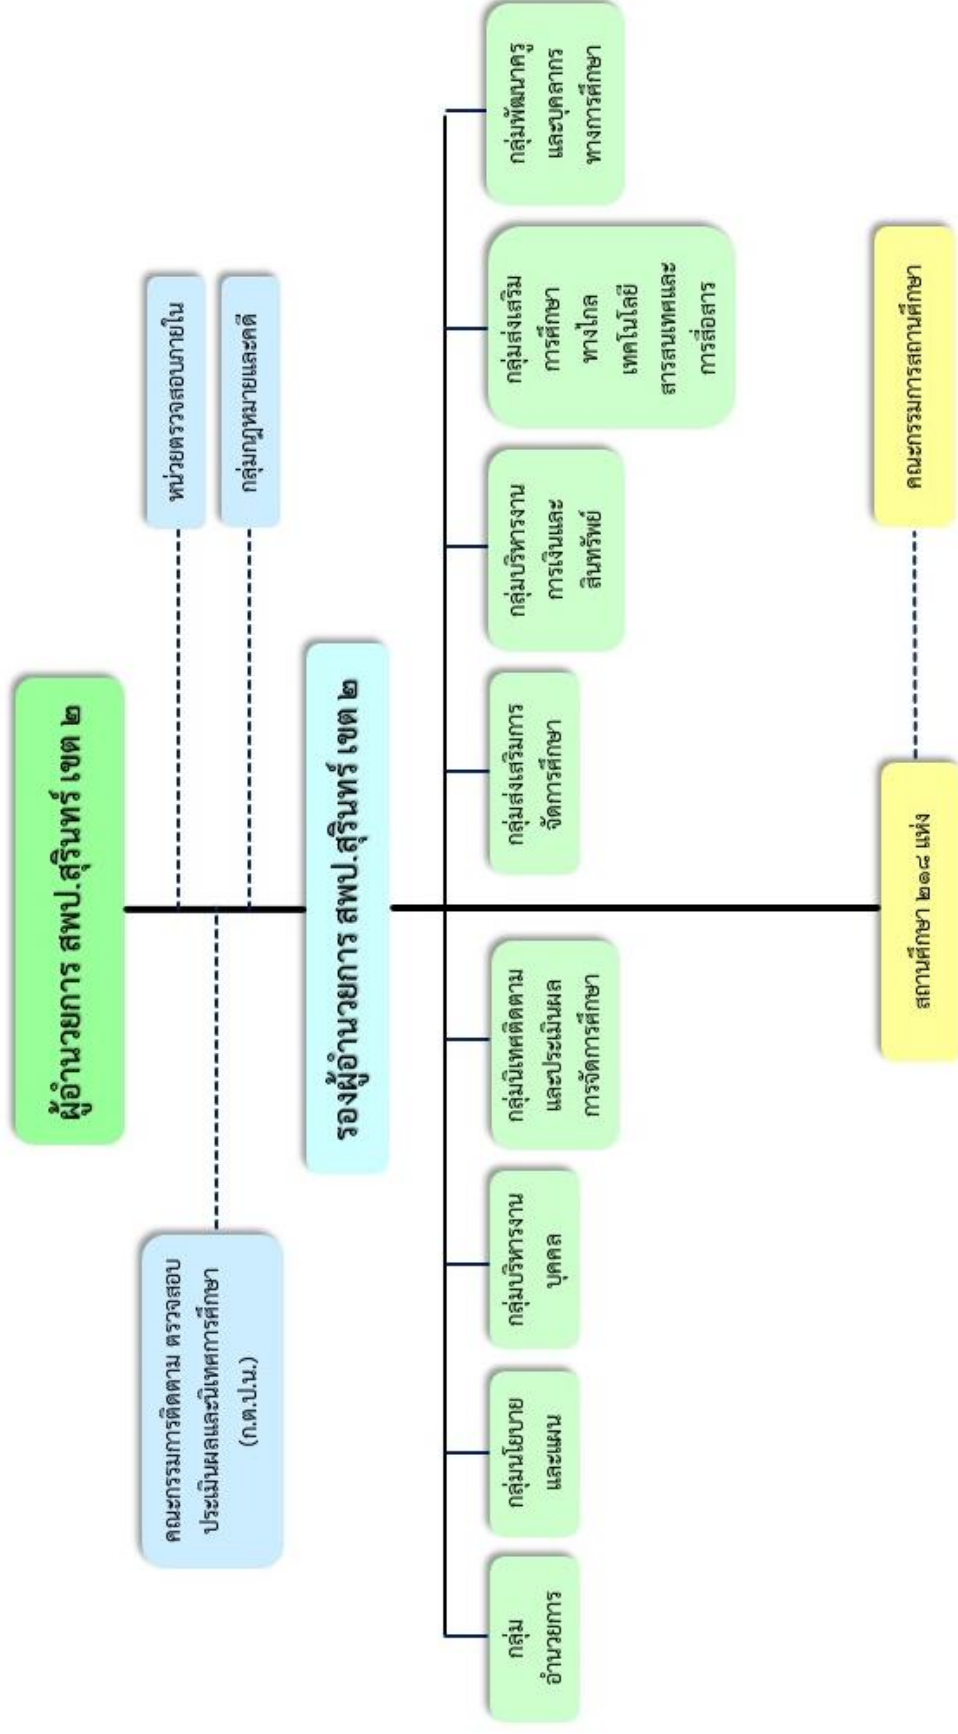 ผู้อำนวยการ สพป.สุรินทร์ เขต ๒
คณะกรรมการติดตาม ตรวจสอบ
ประเมินผลและนิเทศการศึกษา
(ก.ต.ป.น.)
หน่วยตรวจสอบภายใน
กลุ่มกฎหมายและคดี
รองผู้อำนวยการ สพป.สุรินทร์ เขต ๒
กลุ่ม
อำนวยการ
กลุ่มนโยบาย
และแผน
กลุ่มบริหารงาน
บุคคล
กลุ่มนิเทศติดตาม
และประเมินผล
การจัดการศึกษา
กลุ่มส่งเสริมการ
จัดการศึกษา
กลุ่มบริหารงาน
การเงินและ
สินทรัพย์
กลุ่มส่งเสริม
การศึกษา
ทางไกล
เทคโนโลยี
สารสนเทศและ
การสื่อสาร
กลุ่มพัฒนาครู
และบุคลากร
ทางการศึกษา
สถานศึกษา ๒๑๘ แห่ง
คณะกรรมการสถานศึกษา